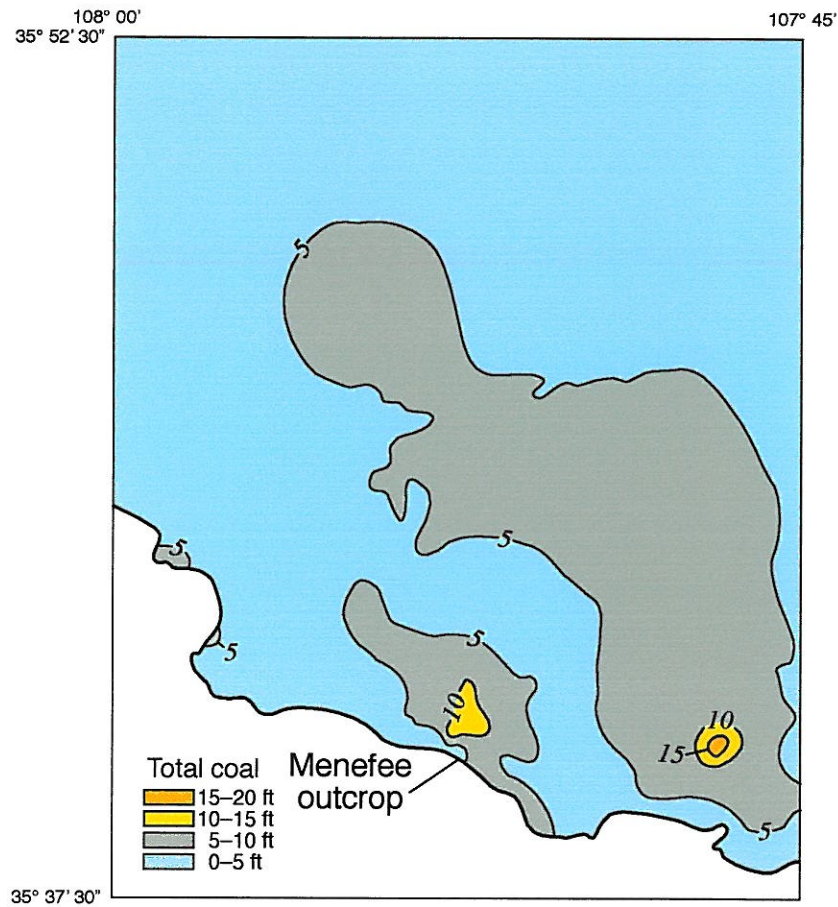 108° 00'
107° 45'
35° 52' 30"
5
5
5
5
5
10
10
15
Total coal
15–20 ft
10–15 ft
5–10 ft
0–5 ft
Menefee
outcrop
5
35° 37' 30"